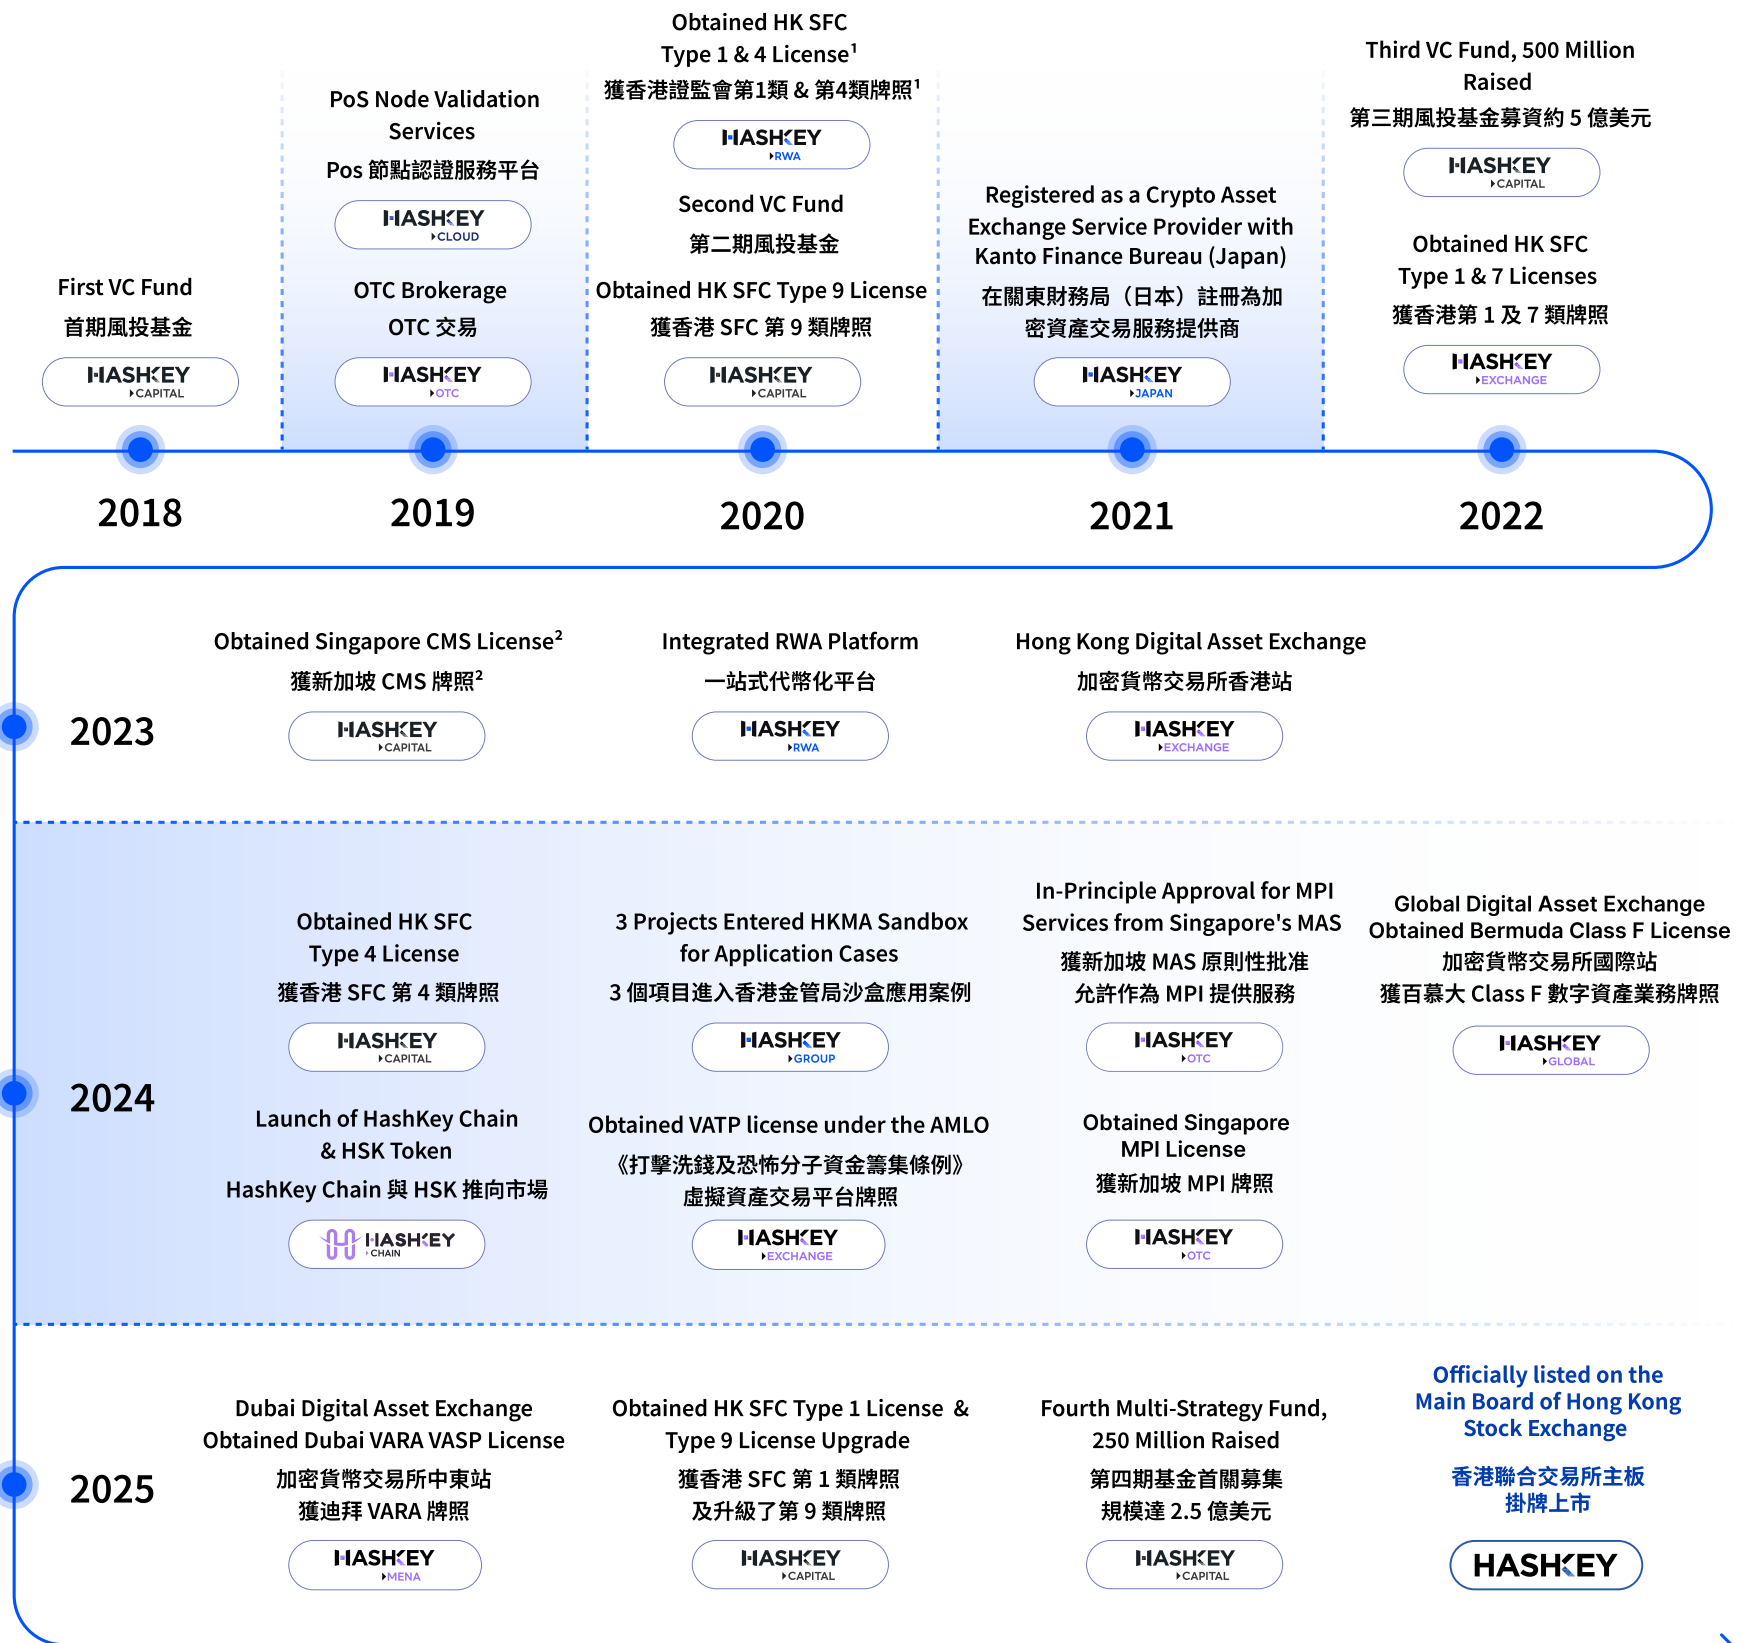 First VC Fund
首期風投基金
HASHKEY
CAPITAL
2018
PoS Node Validation
Services
Pos 節點認證服務平台
HASHKEY
CLOUD
OTC Brokerage
OTC 交易
HASHKEY
OTC
2019
Obtained HK SFC
Type 1 & 4 License¹
獲香港證監會第1類 & 第4類牌照¹
HASHKEY
RWA
Second VC Fund
第二期風投基金
Obtained HK SFC Type 9 License
獲香港 SFC 第 9 類牌照
HASHKEY
CAPITAL
2020
Registered as a Crypto Asset
Exchange Service Provider with
Kanto Finance Bureau (Japan)
在關東財務局（日本）註冊為加
密資產交易服務提供商
HASHKEY
JAPAN
2021
Third VC Fund, 500 Million
Raised
第三期風投基金募資約 5 億美元
HASHKEY
CAPITAL
Obtained HK SFC
Type 1 & 7 Licenses
獲香港第 1 及 7 類牌照
HASHKEY
EXCHANGE
2022
2023
Obtained Singapore CMS License²
獲新加坡 CMS 牌照²
HASHKEY
CAPITAL
Integrated RWA Platform
一站式代幣化平台
HASHKEY
RWA
Hong Kong Digital Asset Exchange
加密貨幣交易所香港站
HASHKEY
EXCHANGE
2024
Obtained HK SFC
Type 4 License
獲香港 SFC 第 4 類牌照
HASHKEY
CAPITAL
3 Projects Entered HKMA Sandbox
for Application Cases
3 個項目進入香港金管局沙盒應用案例
HASHKEY
GROUP
In-Principle Approval for MPI
Services from Singapore's MAS
獲新加坡 MAS 原則性批准
允許作為 MPI 提供服務
HASHKEY
OTC
Global Digital Asset Exchange
Obtained Bermuda Class F License
加密貨幣交易所國際站
獲百慕大 Class F 數字資產業務牌照
HASHKEY
GLOBAL
Launch of HashKey Chain
& HSK Token
HashKey Chain 與 HSK 推向市場
HASHKEY
CHAIN
Obtained VATP license under the AMLO
《打擊洗錢及恐怖分子資金籌集條例》
虛擬資產交易平台牌照
HASHKEY
EXCHANGE
Obtained Singapore
MPI License
獲新加坡 MPI 牌照
HASHKEY
OTC
2025
Dubai Digital Asset Exchange
Obtained Dubai VARA VASP License
加密貨幣交易所中東站
獲迪拜 VARA 牌照
HASHKEY
MENA
Obtained HK SFC Type 1 License &
Type 9 License Upgrade
獲香港 SFC 第 1 類牌照
及升級了第 9 類牌照
HASHKEY
CAPITAL
Fourth Multi-Strategy Fund,
250 Million Raised
第四期基金首關募集
規模達 2.5 億美元
HASHKEY
CAPITAL
Officially listed on the
Main Board of Hong Kong
Stock Exchange
香港聯合交易所主板
掛牌上市
HASHKEY